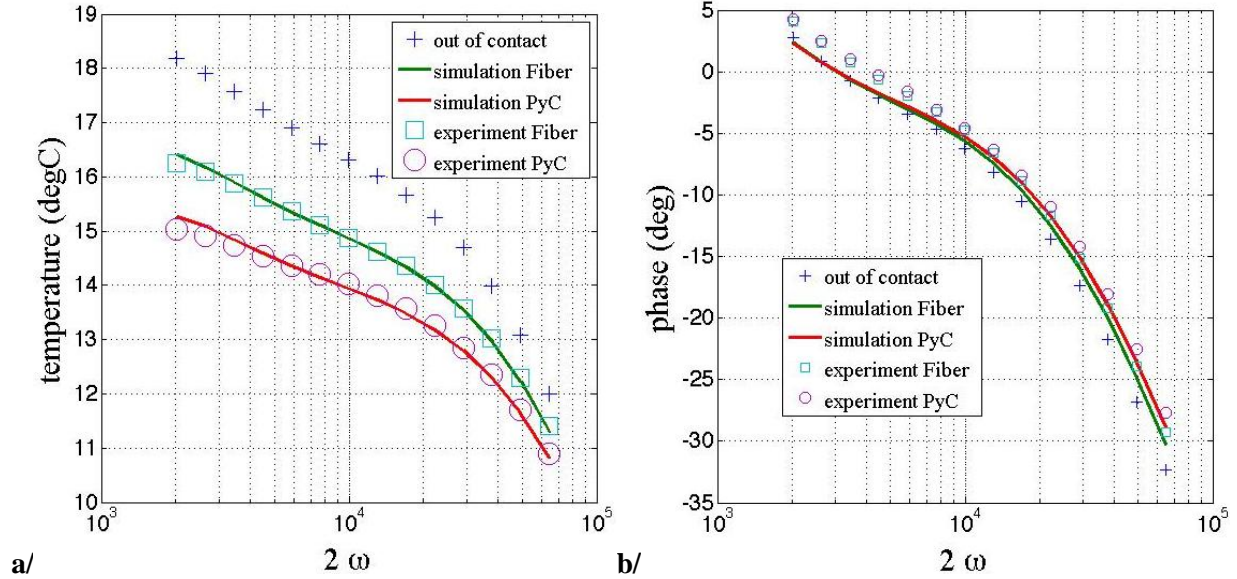 19
18
17
16
15
14
13
12
11
10
temperature (degC)
out of contact
simulation Fiber
simulation PyC
experiment Fiber
experiment PyC
10^3
10^4
10^5
2 ω
a/
5
0
-5
-10
-15
-20
-25
-30
-35
phase (deg)
out of contact
simulation Fiber
simulation PyC
experiment Fiber
experiment PyC
10^3
10^4
10^5
2 ω
b/